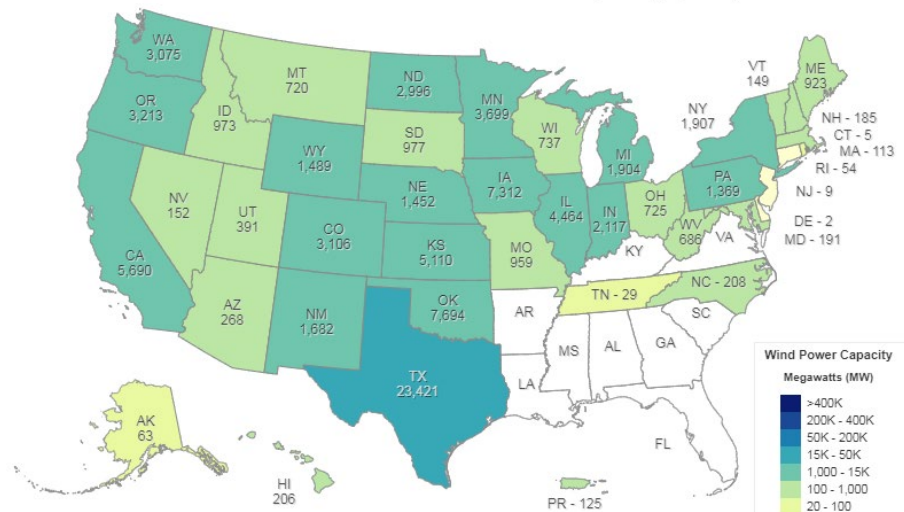 WA
3,075
OR
3,213
CA
5,690
ID
973
NV
152
MT
720
WY
1,489
UT
391
AZ
268
CO
3,106
NM
1,682
ND
2,996
SD
977
NE
1,452
KS
5,110
OK
7,694
TX
23,421
MN
3,699
IA
7,312
MO
959
AR
LA
WI
737
IL
4,464
MI
1,904
IN
2,117
OH
725
KY
WV
686
VA
TN - 29
NC - 208
SC
MS
AL
GA
FL
PA
1,369
NY
1,907
VT
149
ME
923
NH - 185
CT - 5
MA - 113
RI - 54
NJ - 9
DE - 2
MD - 191
AK
63
HI
206
PR - 125
Wind Power Capacity
Megawatts (MW)
>400K
200K - 400K
50K - 200K
15K - 50K
1,000 - 15K
100 - 1,000
20 - 100